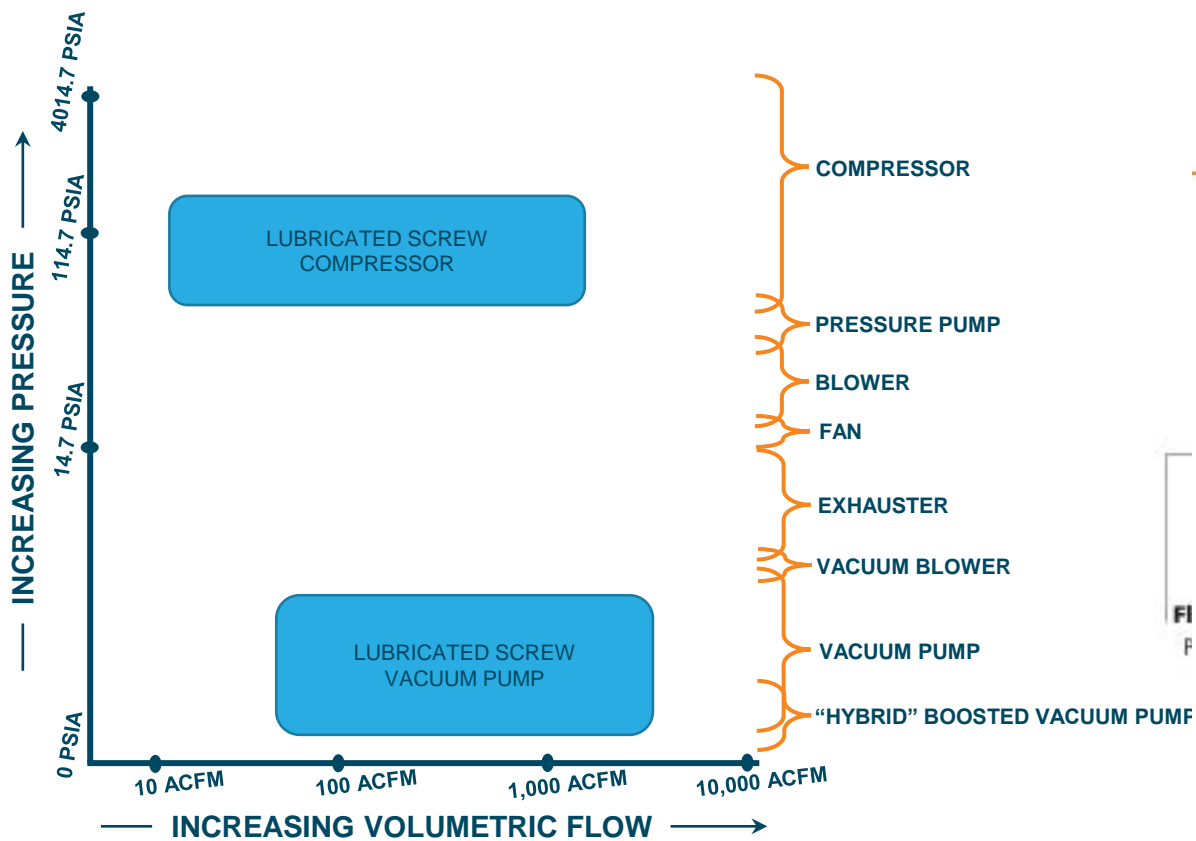 4014.7 PSIA
114.7 PSIA
14.7 PSIA
0 PSIA
INCREASING PRESSURE
LUBRICATED SCREW
COMPRESSOR
LUBRICATED SCREW
VACUUM PUMP
COMPRESSOR
PRESSURE PUMP
BLOWER
FAN
EXHAUSTER
VACUUM BLOWER
VACUUM PUMP
“HYBRID” BOOSTED VACUUM PUMP
10 ACFM
100 ACFM
1,000 ACFM
10,000 ACFM
INCREASING VOLUMETRIC FLOW